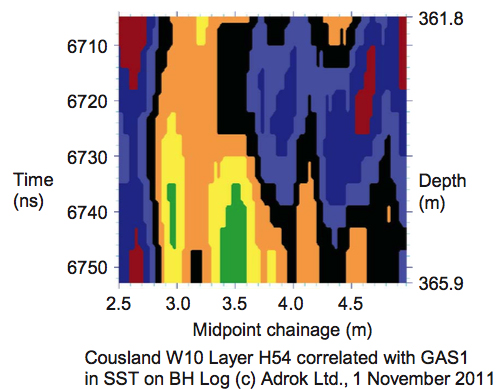 361.8
6710
6720
6730
Time
(ns)
Depth
(m)
6740
6750
365.9
2.5 3.0 3.5 4.0 4.5
Midpoint chainage (m)
Cousland W10 Layer H54 correlated with GAS1
in SST on BH Log (c) Adrok Ltd., 1 November 2011